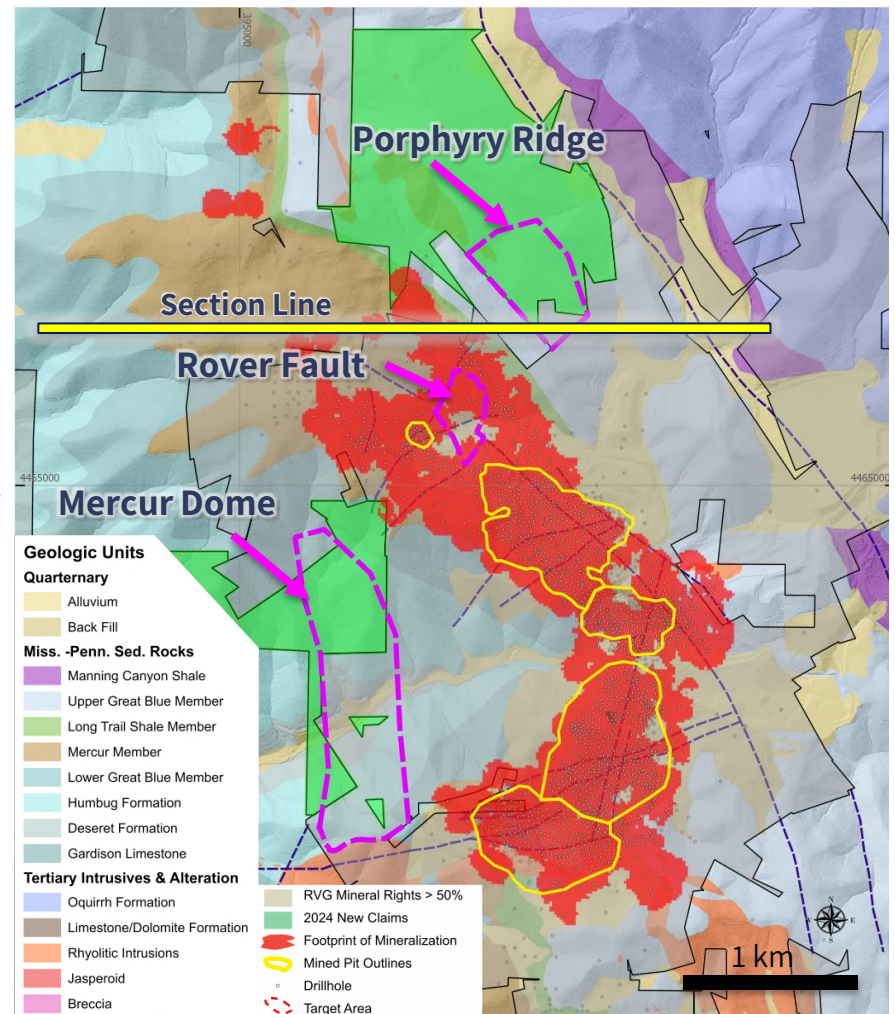 395000
Porphyry Ridge
Section Line
Rover Fault
4465000
4465000
Mercur Dome
Geologic Units
Quarternary
Alluvium
Back Fill
Miss. -Penn. Sed. Rocks
Manning Canyon Shale
Upper Great Blue Member
Long Trail Shale Member
Mercur Member
Lower Great Blue Member
Humbug Formation
Deseret Formation
Gardison Limestone
Tertiary Intrusives & Alteration
Oquirrh Formation
Limestone/Dolomite Formation
Rhyolitic Intrusions
Jasperoid
Breccia
RVG Mineral Rights > 50%
2024 New Claims
Footprint of Mineralization
Mined Pit Outlines
Drillhole
Target Area
N
E
S
1 km